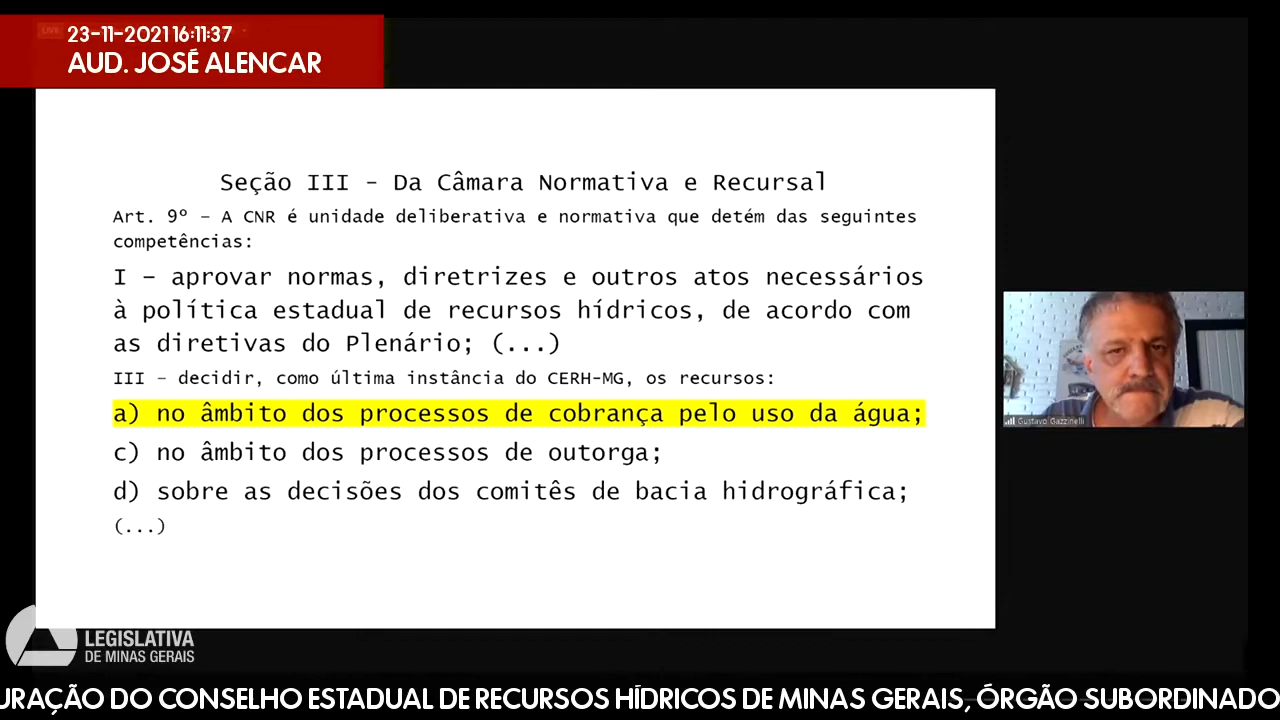 LIVE
23-11-2021 16:11:37
AUD. JOSÉ ALENCAR
Seção III - Da Câmara Normativa e Recursal
Art. 9º – A CNR é unidade deliberativa e normativa que detém das seguintes
competências:
I – aprovar normas, diretrizes e outros atos necessários
à política estadual de recursos hídricos, de acordo com
as diretivas do Plenário; (...)
III – decidir, como última instância do CERH-MG, os recursos:
a) no âmbito dos processos de cobrança pelo uso da água;
c) no âmbito dos processos de outorga;
d) sobre as decisões dos comitês de bacia hidrográfica;
(...)
Gustavo Gazzinelli
LEGISLATIVA
DE MINAS GERAIS
URAÇÃO DO CONSELHO ESTADUAL DE RECURSOS HÍDRICOS DE MINAS GERAIS, ÓRGÃO SUBORDINADO